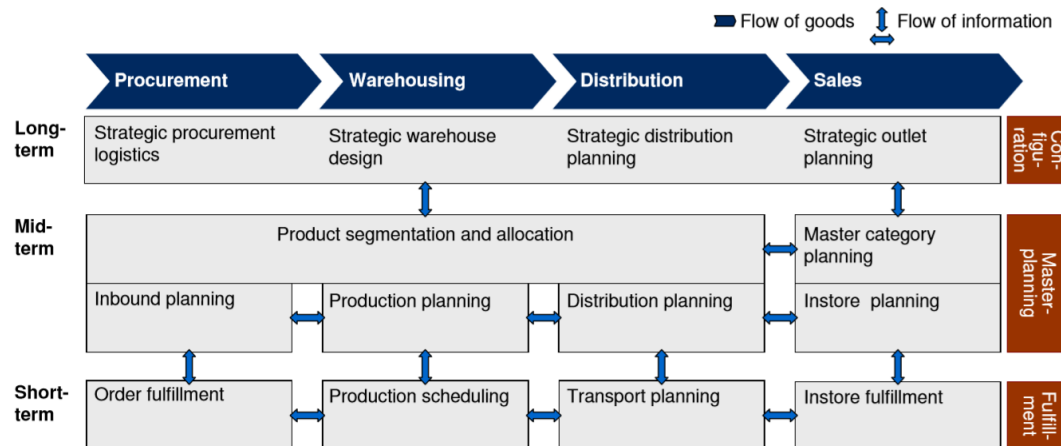 Flow of goods
Flow of information
Procurement
Warehousing
Distribution
Sales
Long-
term
Strategic procurement
logistics
Strategic warehouse
design
Strategic distribution
planning
Strategic outlet
planning
Con-
figu-
ration
Mid-
term
Product segmentation and allocation
Master category
planning
Inbound planning
Production planning
Distribution planning
Instore planning
Master-
planning
Short-
term
Order fulfillment
Production scheduling
Transport planning
Instore fulfillment
Fulfill-
ment